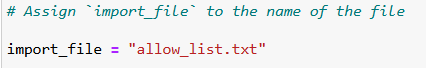 # Assign `import_file` to the name of the file
import_file = "allow_list.txt"